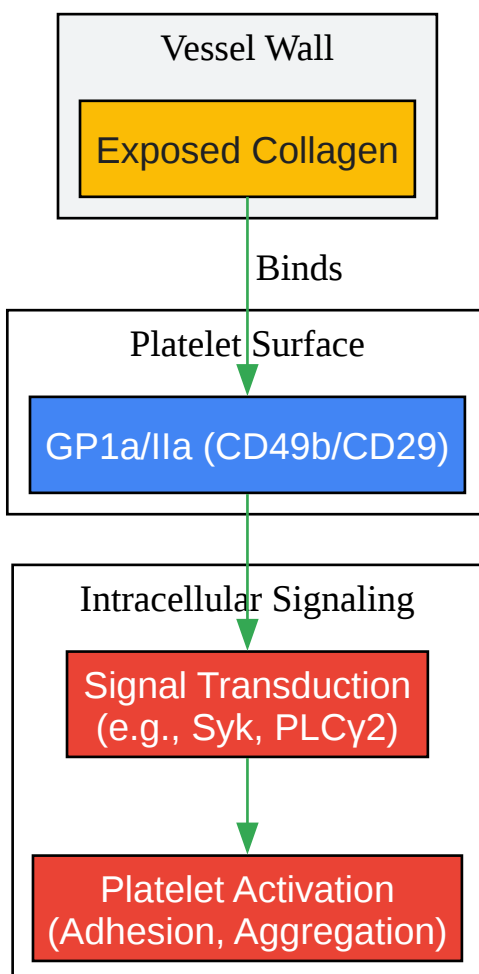 Vessel Wall
Exposed Collagen
Binds
Platelet Surface
GP1a/IIa (CD49b/CD29)
Intracellular Signaling
Signal Transduction
(e.g., Syk, PLCγ2)
Platelet Activation
(Adhesion, Aggregation)